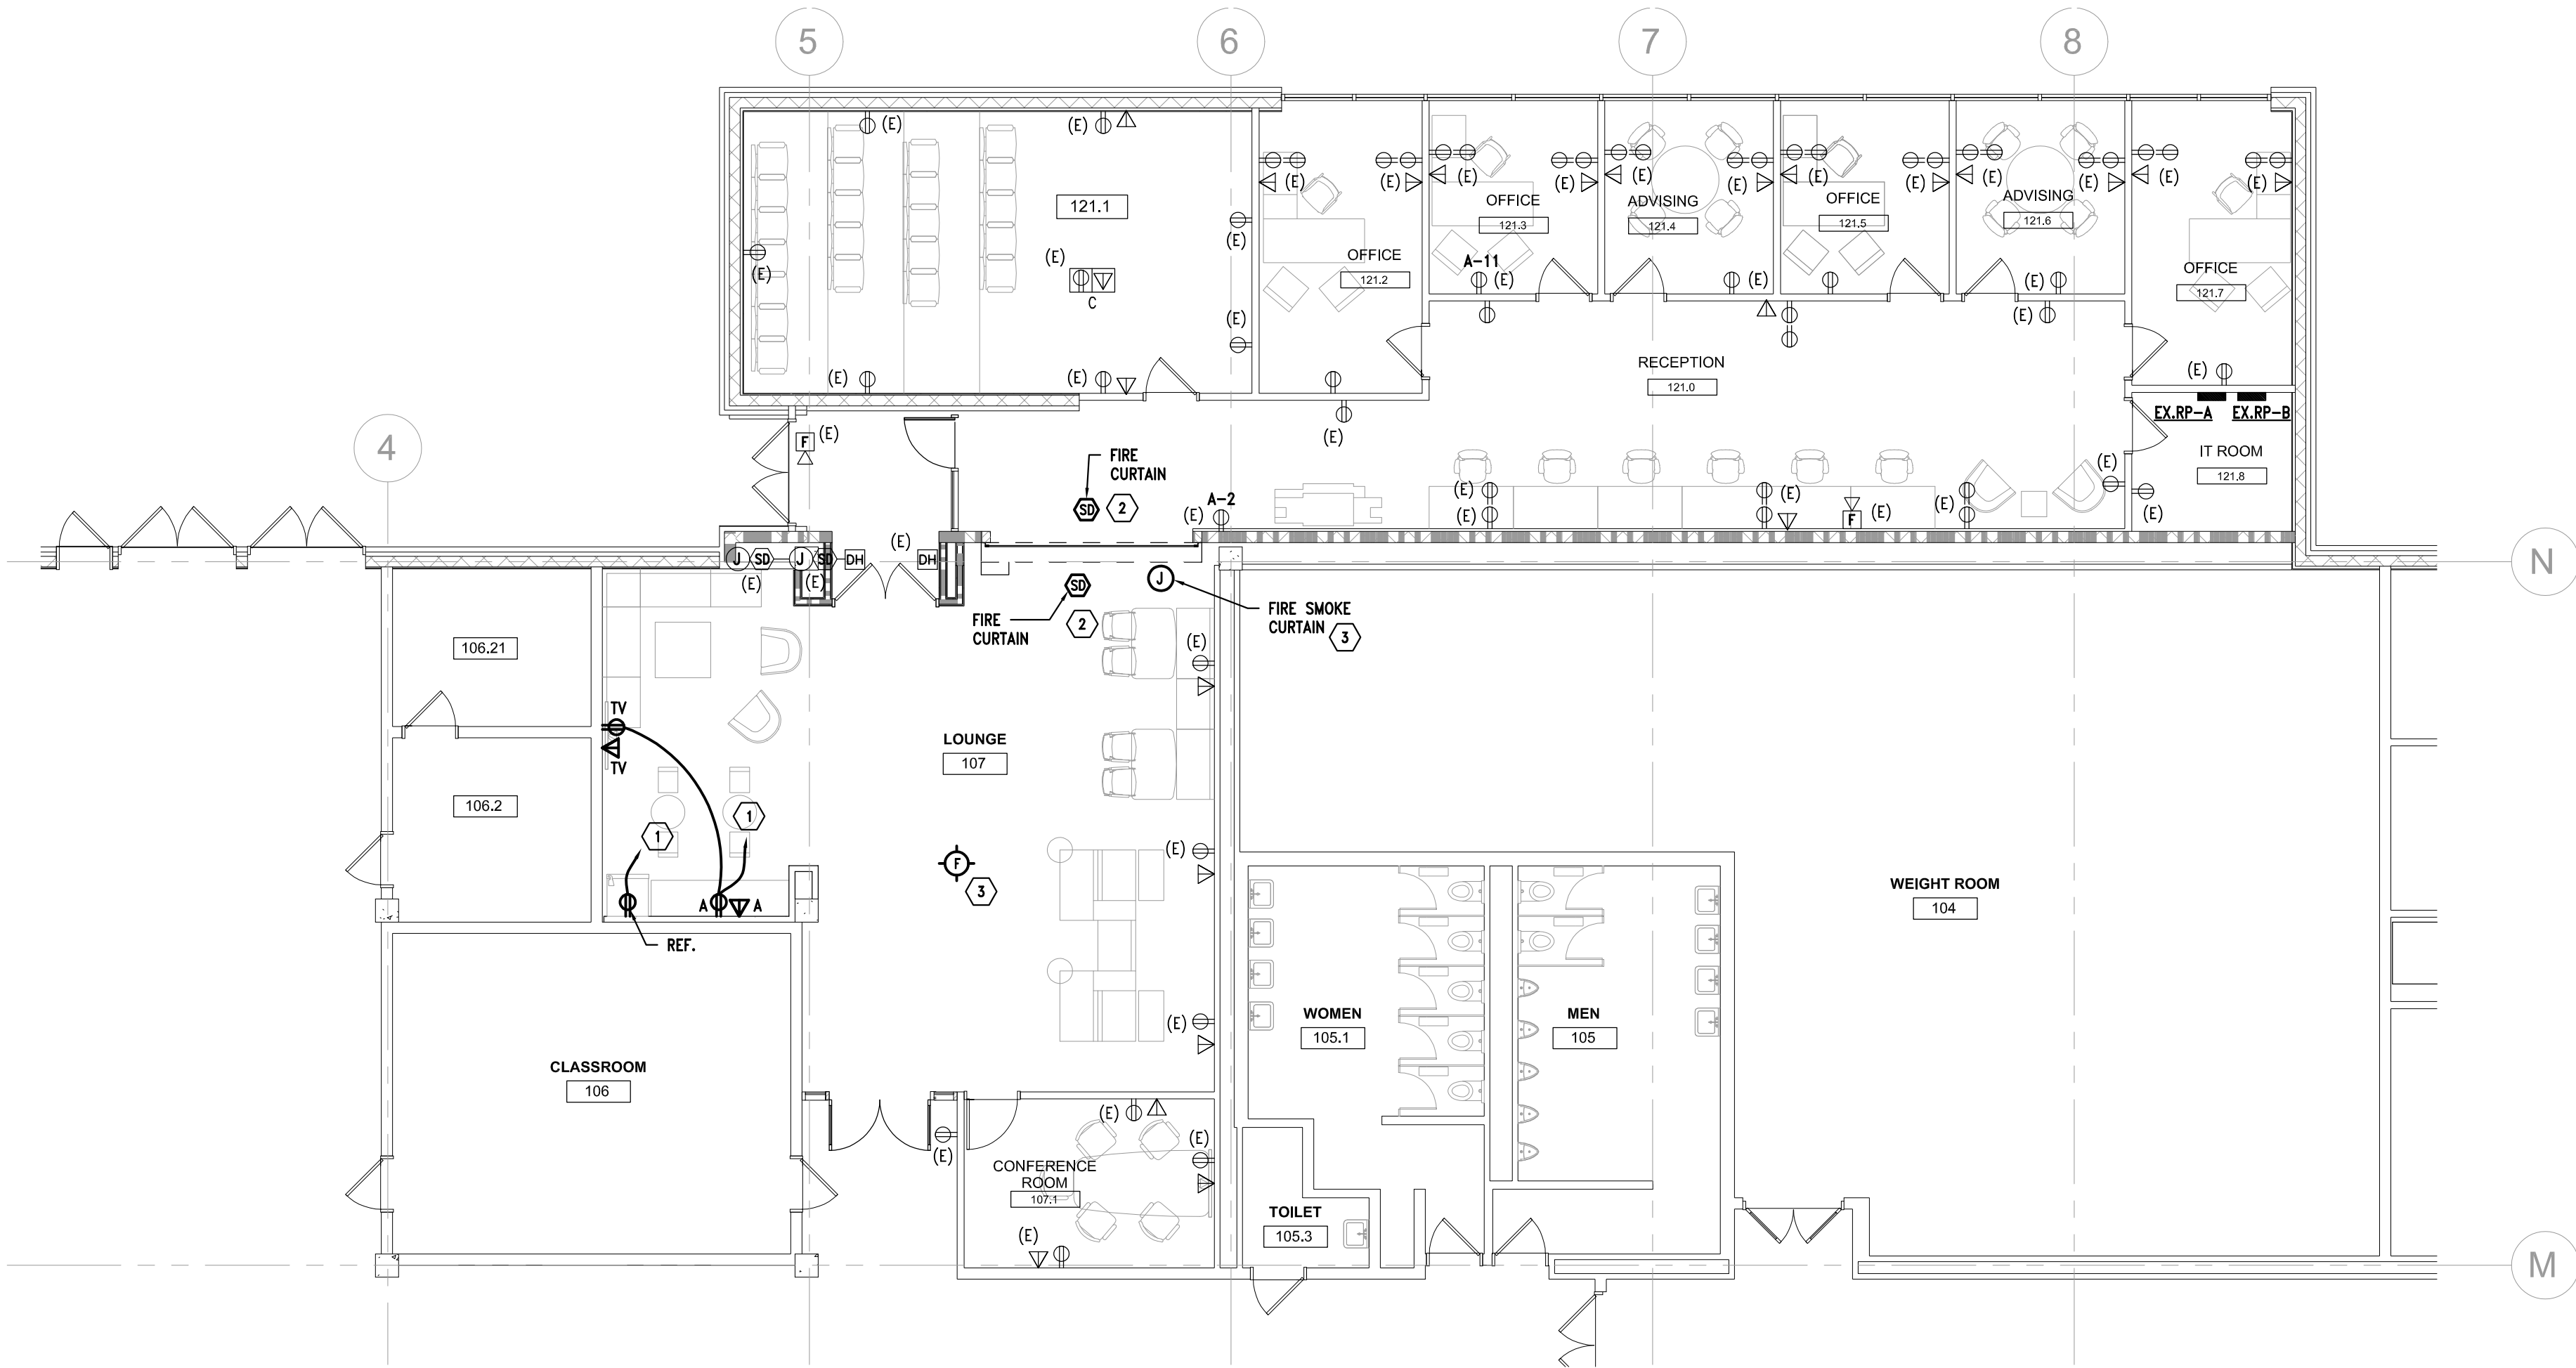 5 6 7 8
(E) (E)
121.1
(E) (E) (E) (E) (E) (E) (E) (E) (E) (E) (E) (E)
OFFICE
121.3
ADVISING
121.4
OFFICE
121.5
ADVISING
121.6
(E)
(E)
(E)
C
OFFICE
121.2
A-11
(E)
(E)
(E)
OFFICE
121.7
(E)
(E)
RECEPTION
121.0
(E)
(E) (E)
(E)
EX.RP-A EX.RP-B
IT ROOM
121.8
4
F (E)
FIRE
CURTAIN
SD 2
A-2
(E)
(E)
(E)
(E)
F (E)
(E)
(E)
(E)
N
J SD J SD DH
(E) (E)
(E)
DH
SD
FIRE
CURTAIN
2
J
FIRE SMOKE
CURTAIN
3
106.21
(E)
TV
TV
LOUNGE
107
106.2
1
1
(E)
F
3
A A
REF.
WEIGHT ROOM
104
(E)
WOMEN
105.1
MEN
105
CLASSROOM
106
(E)
(E)
(E)
CONFERENCE
ROOM
107.1
(E)
TOILET
105.3
M